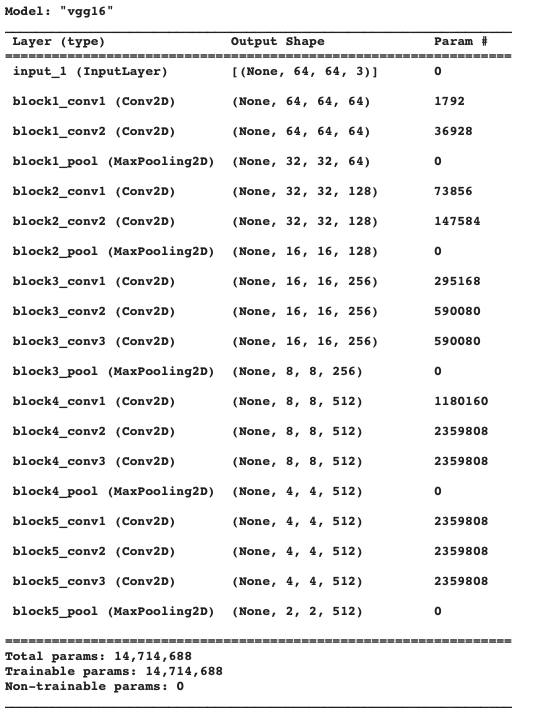 Model: "vgg16"
Layer (type) Output Shape Param #
input_1 (InputLayer) [(None, 64, 64, 3)] 0
block1_conv1 (Conv2D) (None, 64, 64, 64) 1792
block1_conv2 (Conv2D) (None, 64, 64, 64) 36928
block1_pool (MaxPooling2D) (None, 32, 32, 64) 0
block2_conv1 (Conv2D) (None, 32, 32, 128) 73856
block2_conv2 (Conv2D) (None, 32, 32, 128) 147584
block2_pool (MaxPooling2D) (None, 16, 16, 128) 0
block3_conv1 (Conv2D) (None, 16, 16, 256) 295168
block3_conv2 (Conv2D) (None, 16, 16, 256) 590080
block3_conv3 (Conv2D) (None, 16, 16, 256) 590080
block3_pool (MaxPooling2D) (None, 8, 8, 256) 0
block4_conv1 (Conv2D) (None, 8, 8, 512) 1180160
block4_conv2 (Conv2D) (None, 8, 8, 512) 2359808
block4_conv3 (Conv2D) (None, 8, 8, 512) 2359808
block4_pool (MaxPooling2D) (None, 4, 4, 512) 0
block5_conv1 (Conv2D) (None, 4, 4, 512) 2359808
block5_conv2 (Conv2D) (None, 4, 4, 512) 2359808
block5_conv3 (Conv2D) (None, 4, 4, 512) 2359808
block5_pool (MaxPooling2D) (None, 2, 2, 512) 0
Total params: 14,714,688
Trainable params: 14,714,688
Non-trainable params: 0